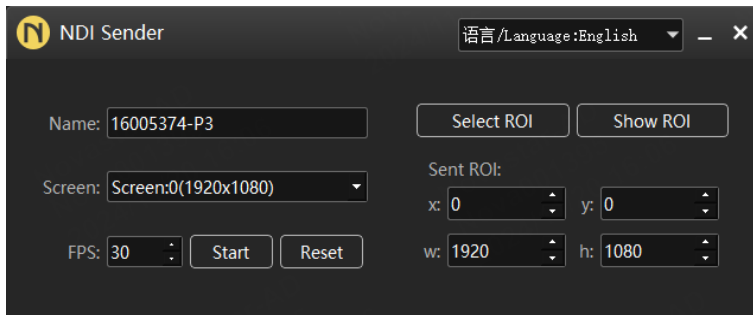 N NDI Sender 语言/Language:English
Name: 16005374-P3 Select ROI Show ROI
Sent ROI:
Screen: Screen:0(1920x1080) x: 0 y: 0
FPS: 30 Start Reset w: 1920 h: 1080